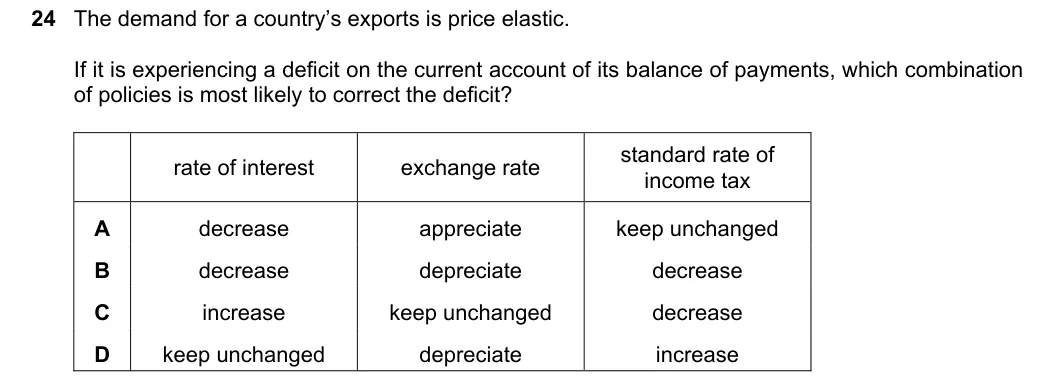 24 The demand for a country's exports is price elastic.
If it is experiencing a deficit on the current account of its balance of payments, which combination
of policies is most likely to correct the deficit?
rate of interest exchange rate standard rate of income tax
A decrease appreciate keep unchanged
B decrease depreciate decrease
C increase keep unchanged decrease
D keep unchanged depreciate increase